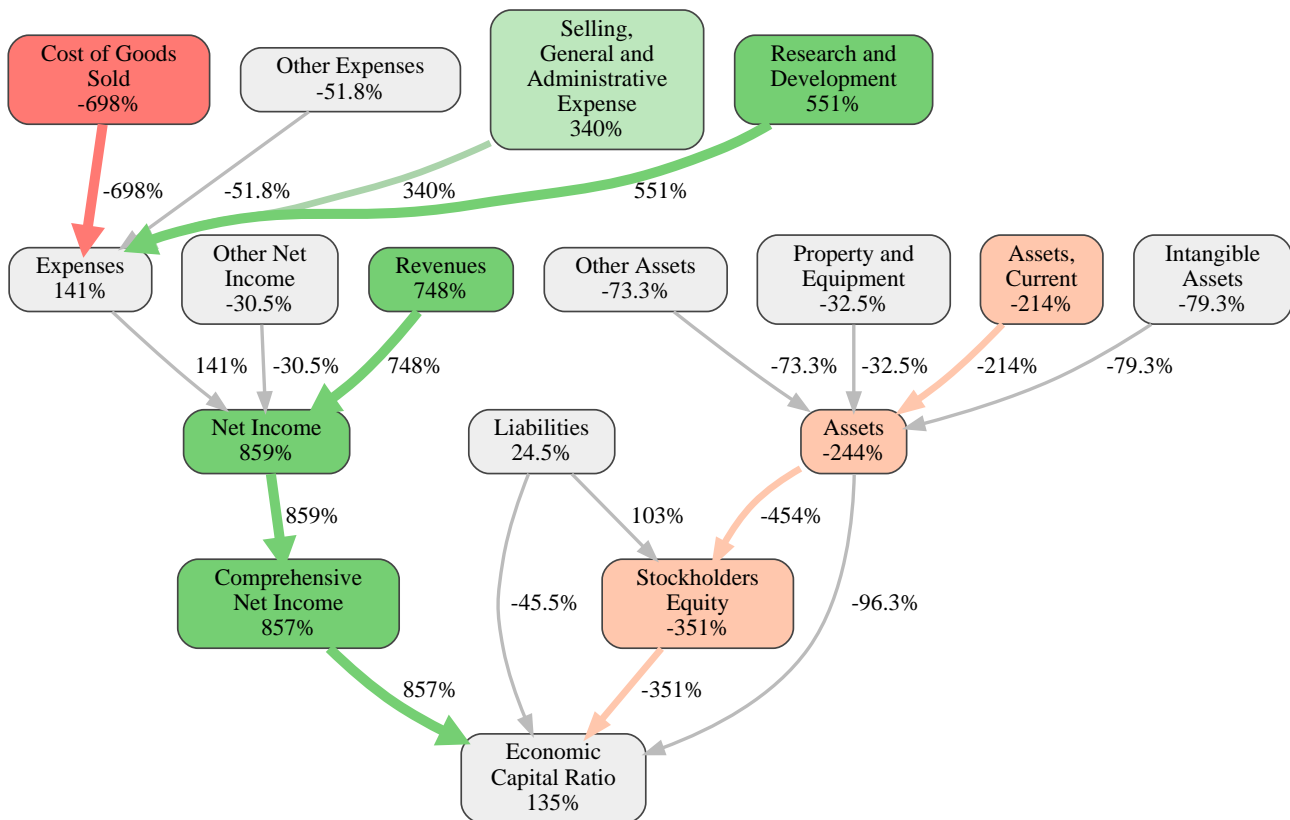 Cost of Goods
Sold
-698%
Other Expenses
-51.8%
Selling,
General and
Administrative
Expense
340%
Research and
Development
551%
-698%
-51.8%
340%
551%
Expenses
141%
Other Net
Income
-30.5%
Revenues
748%
Other Assets
-73.3%
Property and
Equipment
-32.5%
Assets,
Current
-214%
Intangible
Assets
-79.3%
141%
-30.5%
748%
-73.3%
-32.5%
-214%
-79.3%
Net Income
859%
Liabilities
24.5%
Assets
-244%
859%
103%
-454%
Comprehensive
Net Income
857%
-45.5%
Stockholders
Equity
-351%
-96.3%
857%
-351%
Economic
Capital Ratio
135%